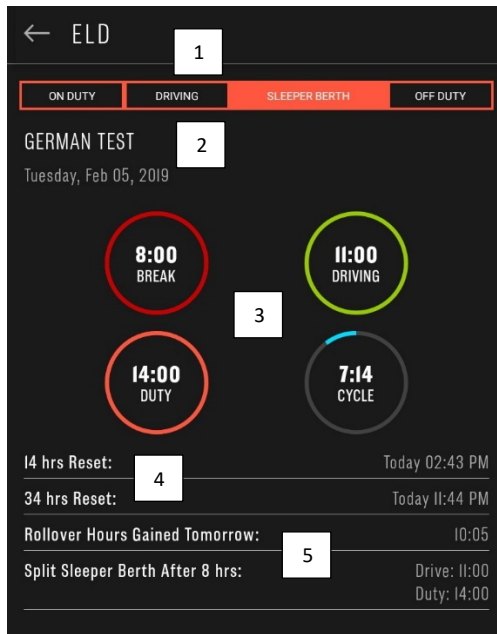 ELD
1
ON DUTY DRIVING SLEEPER BERTH OFF DUTY
GERMAN TEST
2
Tuesday, Feb 05, 2019
8:00
BREAK
11:00
DRIVING
3
14:00
DUTY
7:14
CYCLE
14 hrs Reset: Today 02:43 PM
4
34 hrs Reset: Today 11:44 PM
Rollover Hours Gained Tomorrow: 10:05
5
Split Sleeper Berth After 8 hrs: Drive: 11:00
Duty: 14:00